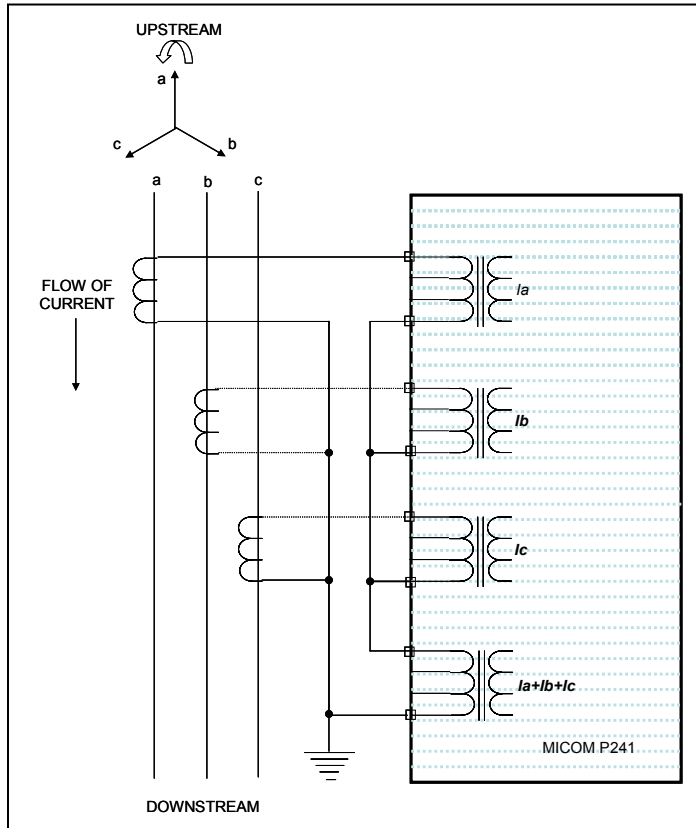 UPSTREAM
a
c
b
a b c
FLOW OF
CURRENT
Ia
Ib
Ic
Ia+Ib+Ic
MICOM P241
DOWNSTREAM